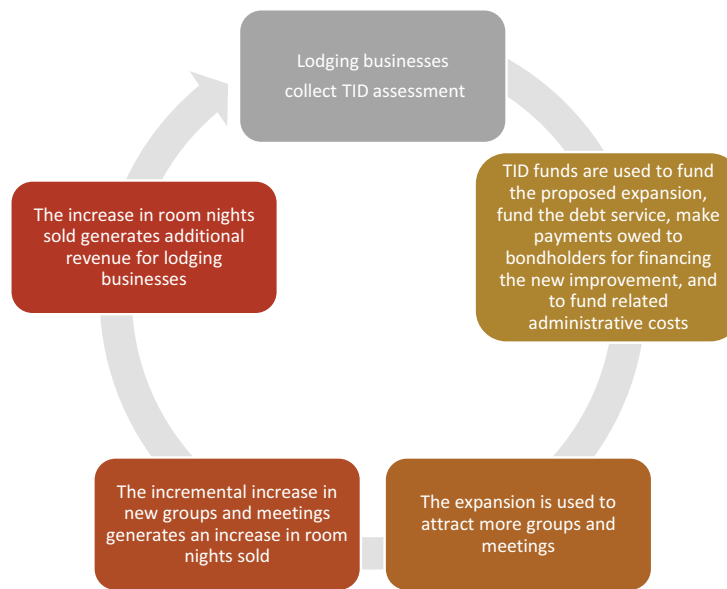 Lodging businesses
collect TID assessment
TID funds are used to fund
the proposed expansion,
fund the debt service, make
payments owed to
bondholders for financing
the new improvement, and
to fund related
administrative costs
The expansion is used to
attract more groups and
meetings
The incremental increase in
new groups and meetings
generates an increase in room
nights sold
The increase in room nights
sold generates additional
revenue for lodging
businesses